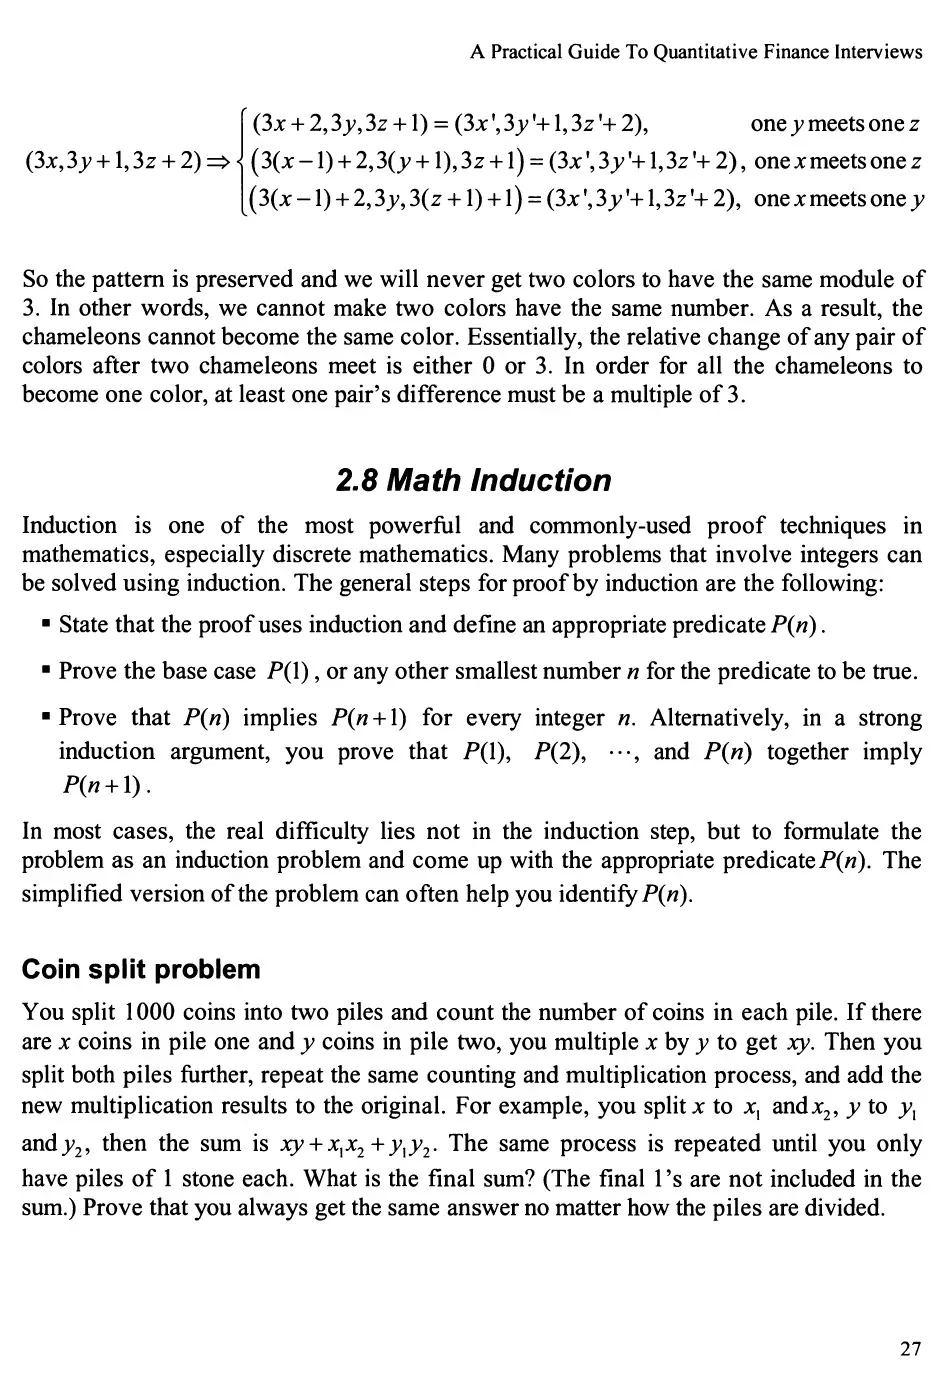 A Practical Guide To Quantitative Finance Interviews
(3x,3y+1,3z+2)⇒{(3x+2,3y,3z+1)=(3x',3y'+1,3z'+2), one y meets one z
(3(x−1)+2,3(y+1),3z+1)=(3x',3y'+1,3z'+2), one x meets one z
(3(x−1)+2,3y,3(z+1)+1)=(3x',3y'+1,3z'+2), one x meets one y
So the pattern is preserved and we will never get two colors to have the same module of
3. In other words, we cannot make two colors have the same number. As a result, the
chameleons cannot become the same color. Essentially, the relative change of any pair of
colors after two chameleons meet is either 0 or 3. In order for all the chameleons to
become one color, at least one pair's difference must be a multiple of 3.
2.8 Math Induction
Induction is one of the most powerful and commonly-used proof techniques in
mathematics, especially discrete mathematics. Many problems that involve integers can
be solved using induction. The general steps for proof by induction are the following:
▪ State that the proof uses induction and define an appropriate predicate P(n).
▪ Prove the base case P(1), or any other smallest number n for the predicate to be true.
▪ Prove that P(n) implies P(n+1) for every integer n. Alternatively, in a strong
induction argument, you prove that P(1), P(2), ⋯, and P(n) together imply
P(n+1).
In most cases, the real difficulty lies not in the induction step, but to formulate the
problem as an induction problem and come up with the appropriate predicate P(n). The
simplified version of the problem can often help you identify P(n).
Coin split problem
You split 1000 coins into two piles and count the number of coins in each pile. If there
are x coins in pile one and y coins in pile two, you multiple x by y to get xy. Then you
split both piles further, repeat the same counting and multiplication process, and add the
new multiplication results to the original. For example, you split x to x₁ and x₂, y to y₁
and y₂, then the sum is xy+x₁x₂+y₁y₂. The same process is repeated until you only
have piles of 1 stone each. What is the final sum? (The final 1's are not included in the
sum.) Prove that you always get the same answer no matter how the piles are divided.
27